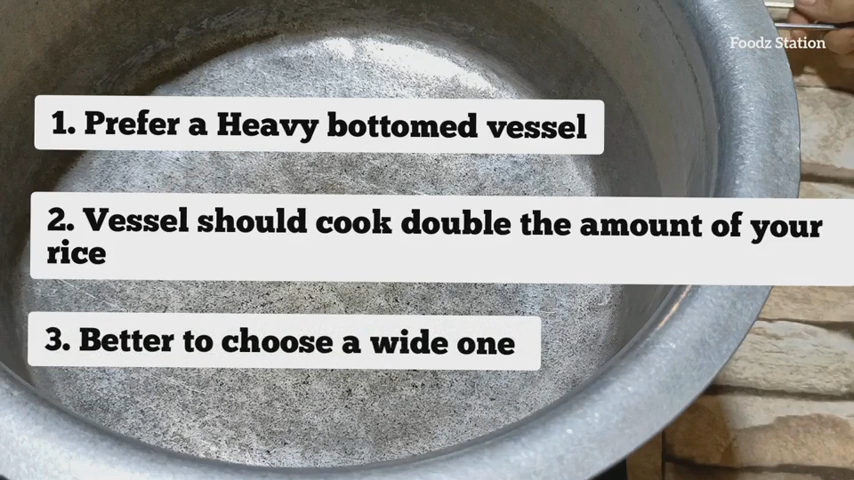 Foodz Station
1. Prefer a Heavy bottomed vessel
2. Vessel should cook double the amount of your
rice
3. Better to choose a wide one